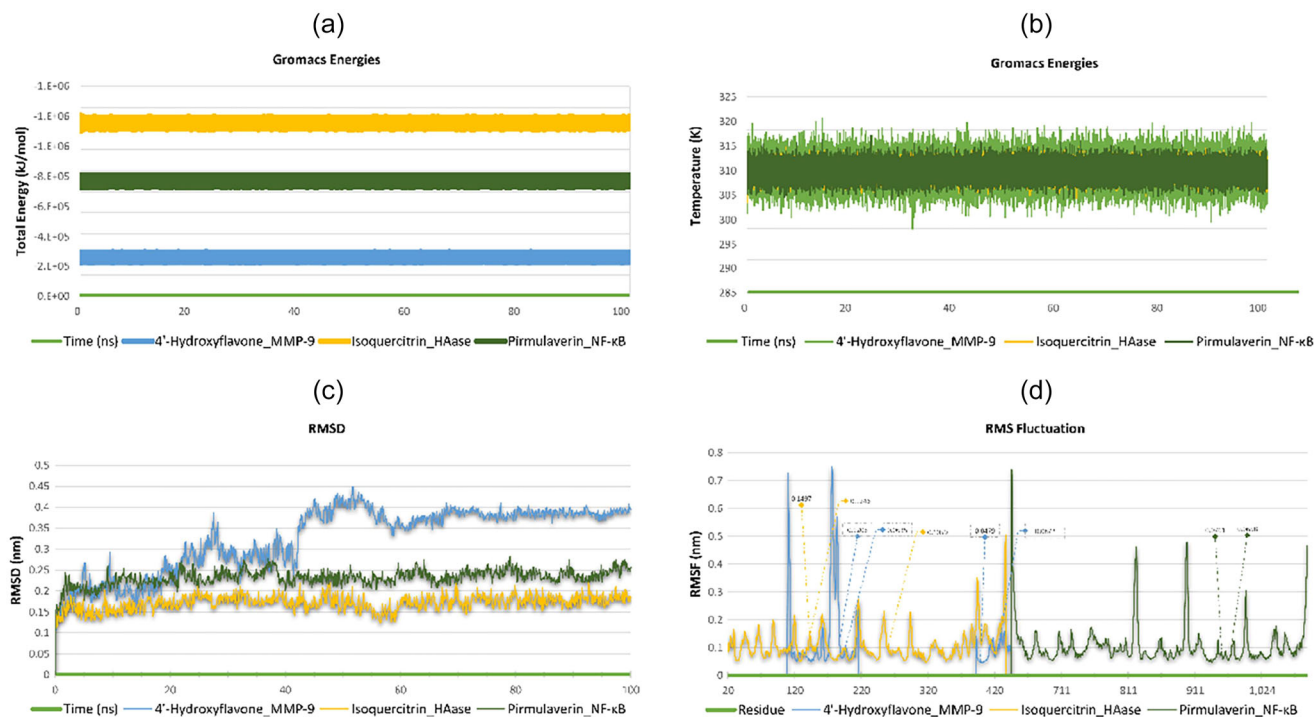 (a)
Gromacs Energies
Total Energy (kJ/mol)
-1.E+06
-1.E+06
-1.E+06
-8.E+05
-6.E+05
-4.E+05
-2.E+05
0.E+00
0 20 40 60 80 100
Time (ns) 4'-Hydroxyflavone_MMP-9 Isoquercitrin_HAase Pirmulaverin_NF-κB
(b)
Gromacs Energies
Temperature (K)
325
320
315
310
305
300
295
290
285
0 20 40 60 80 100
Time (ns) 4'-Hydroxyflavone_MMP-9 Isoquercitrin_HAase Pirmulaverin_NF-κB
(c)
RMSD
RMSD (nm)
0.5
0.45
0.4
0.35
0.3
0.25
0.2
0.15
0.1
0.05
0
0 20 40 60 80 100
Time (ns) 4'-Hydroxyflavone_MMP-9 Isoquercitrin_HAase Pirmulaverin_NF-κB
(d)
RMS Fluctuation
RMSF (nm)
0.8
0.7
0.6
0.5
0.4
0.3
0.2
0.1
0
0.1497
0.0479
20 120 220 320 420 711 811 911 1,024
Residue 4'-Hydroxyflavone_MMP-9 Isoquercitrin_HAase Pirmulaverin_NF-κB